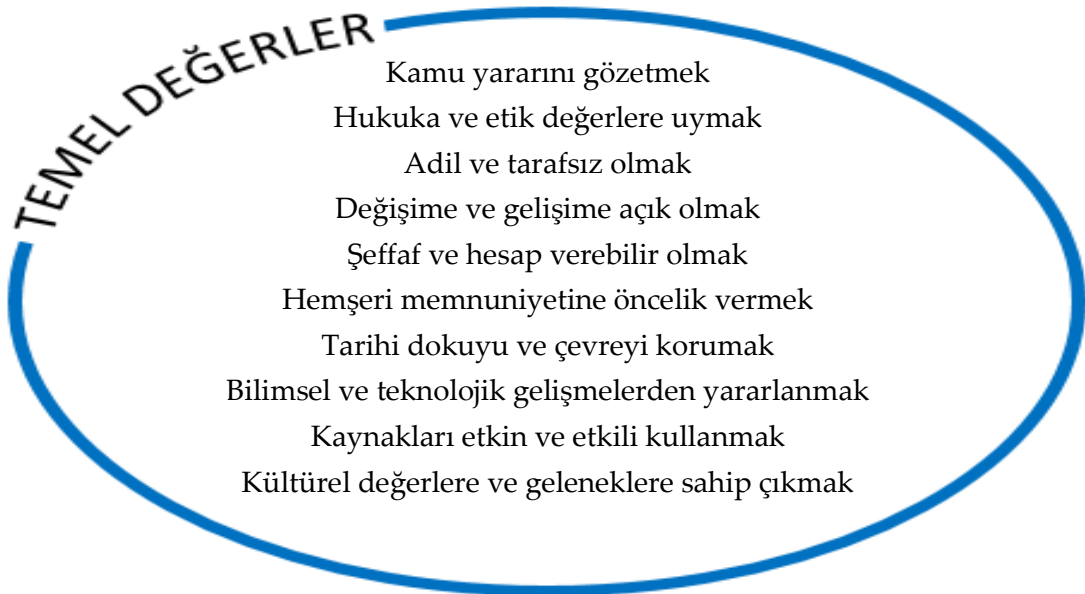 TEMEL DEĞERLER
Kamu yararını gözetmek
Hukuka ve etik değerlere uymak
Adil ve tarafsız olmak
Değişime ve gelişime açık olmak
Şeffaf ve hesap verebilir olmak
Hemşeri memnuniyetine öncelik vermek
Tarihi dokuyu ve çevreyi korumak
Bilimsel ve teknolojik gelişmelerden yararlanmak
Kaynakları etkin ve etkili kullanmak
Kültürel değerlere ve geleneklere sahip çıkmak